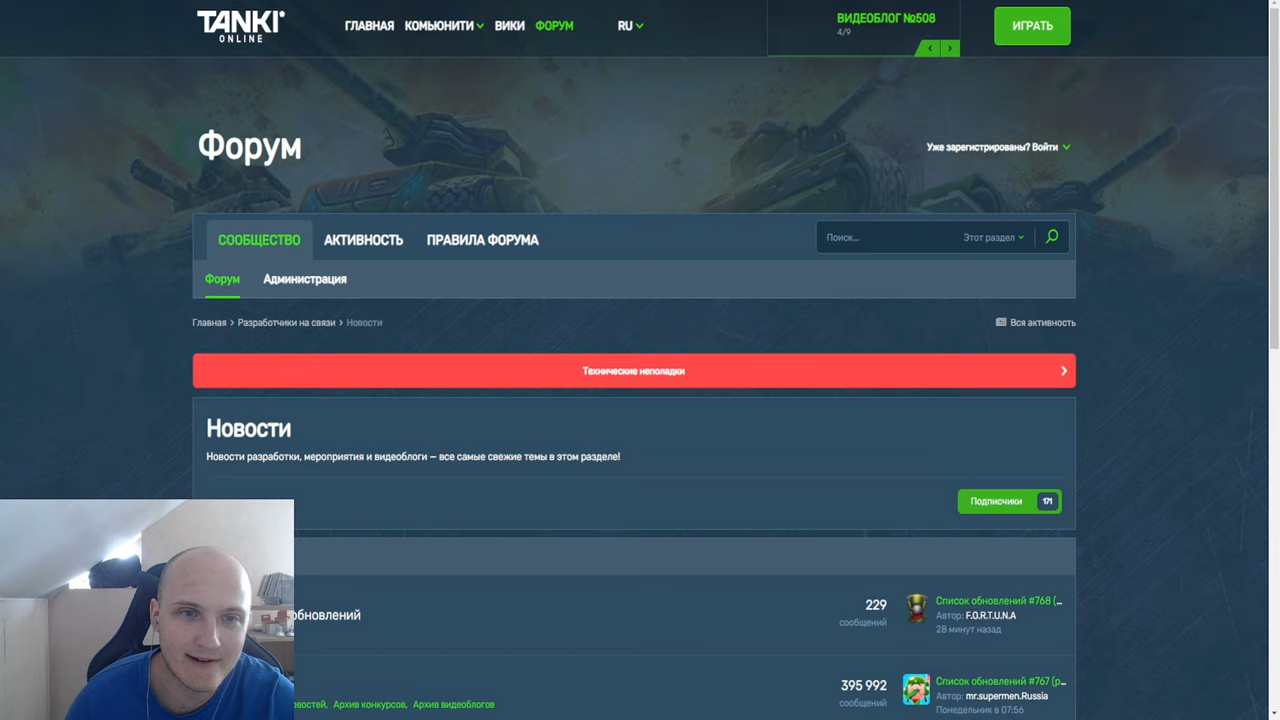 TANKI
ONLINE
ГЛАВНАЯ
КОМЬЮНИТИ
ВИКИ
ФОРУМ
RU
ВИДЕОБЛОГ №508
4/9
ИГРАТЬ
Форум
Уже зарегистрированы? Войти
СООБЩЕСТВО
АКТИВНОСТЬ
ПРАВИЛА ФОРУМА
Поиск...
Этот раздел
Форум
Администрация
Главная > Разработчики на связи > Новости
Вся активность
Технические неполадки
Новости
Новости разработки, мероприятия и видеоблоги — все самые свежие темы в этом разделе!
Подписчики 171
обновлений
229
сообщений
Список обновлений #768 (...
Автор: F.O.R.T.U.N.A
28 минут назад
395 992
сообщений
Список обновлений #767 (р...
Автор: mr.supermen.Russia
Понедельник в 07:56
востей, Архив конкурсов, Архив видеоблогов